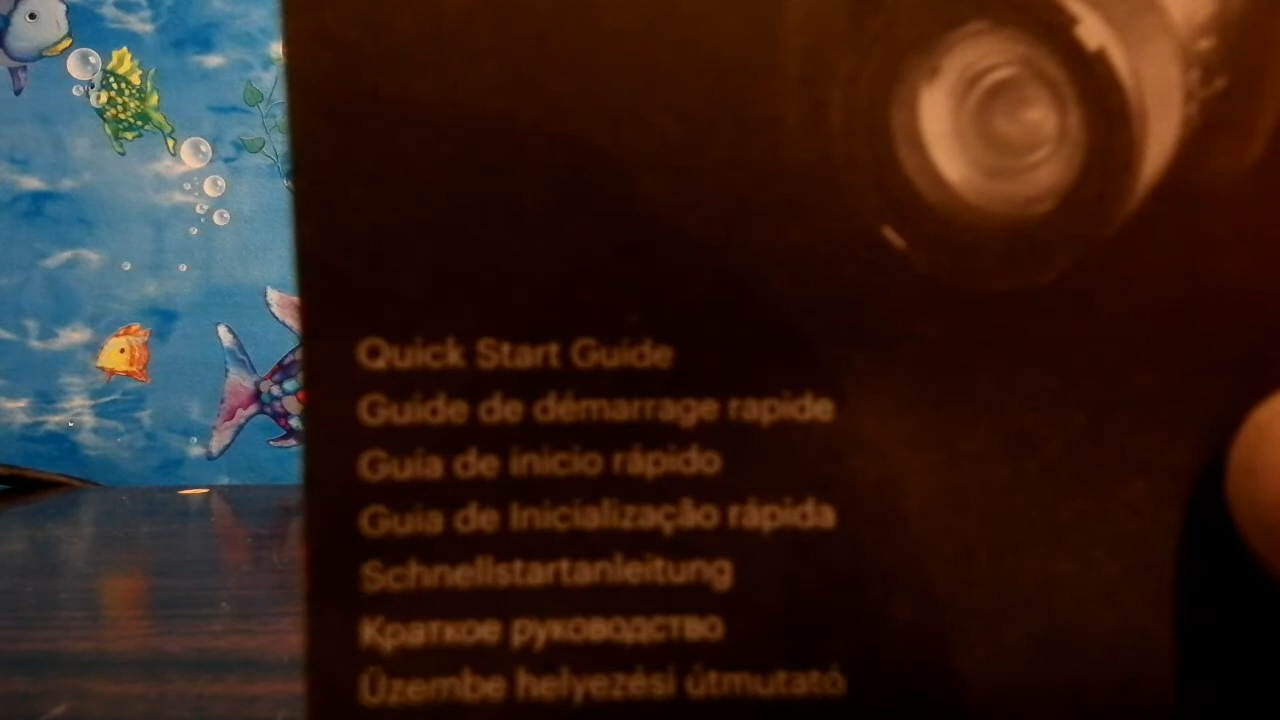 Quick Start Guide
Guide de démarrage rapide
Guía de inicio rápido
Guia de Inicialização rápida
Schnellstartanleitung
Краткое руководство
Üzembe helyezési útmutató